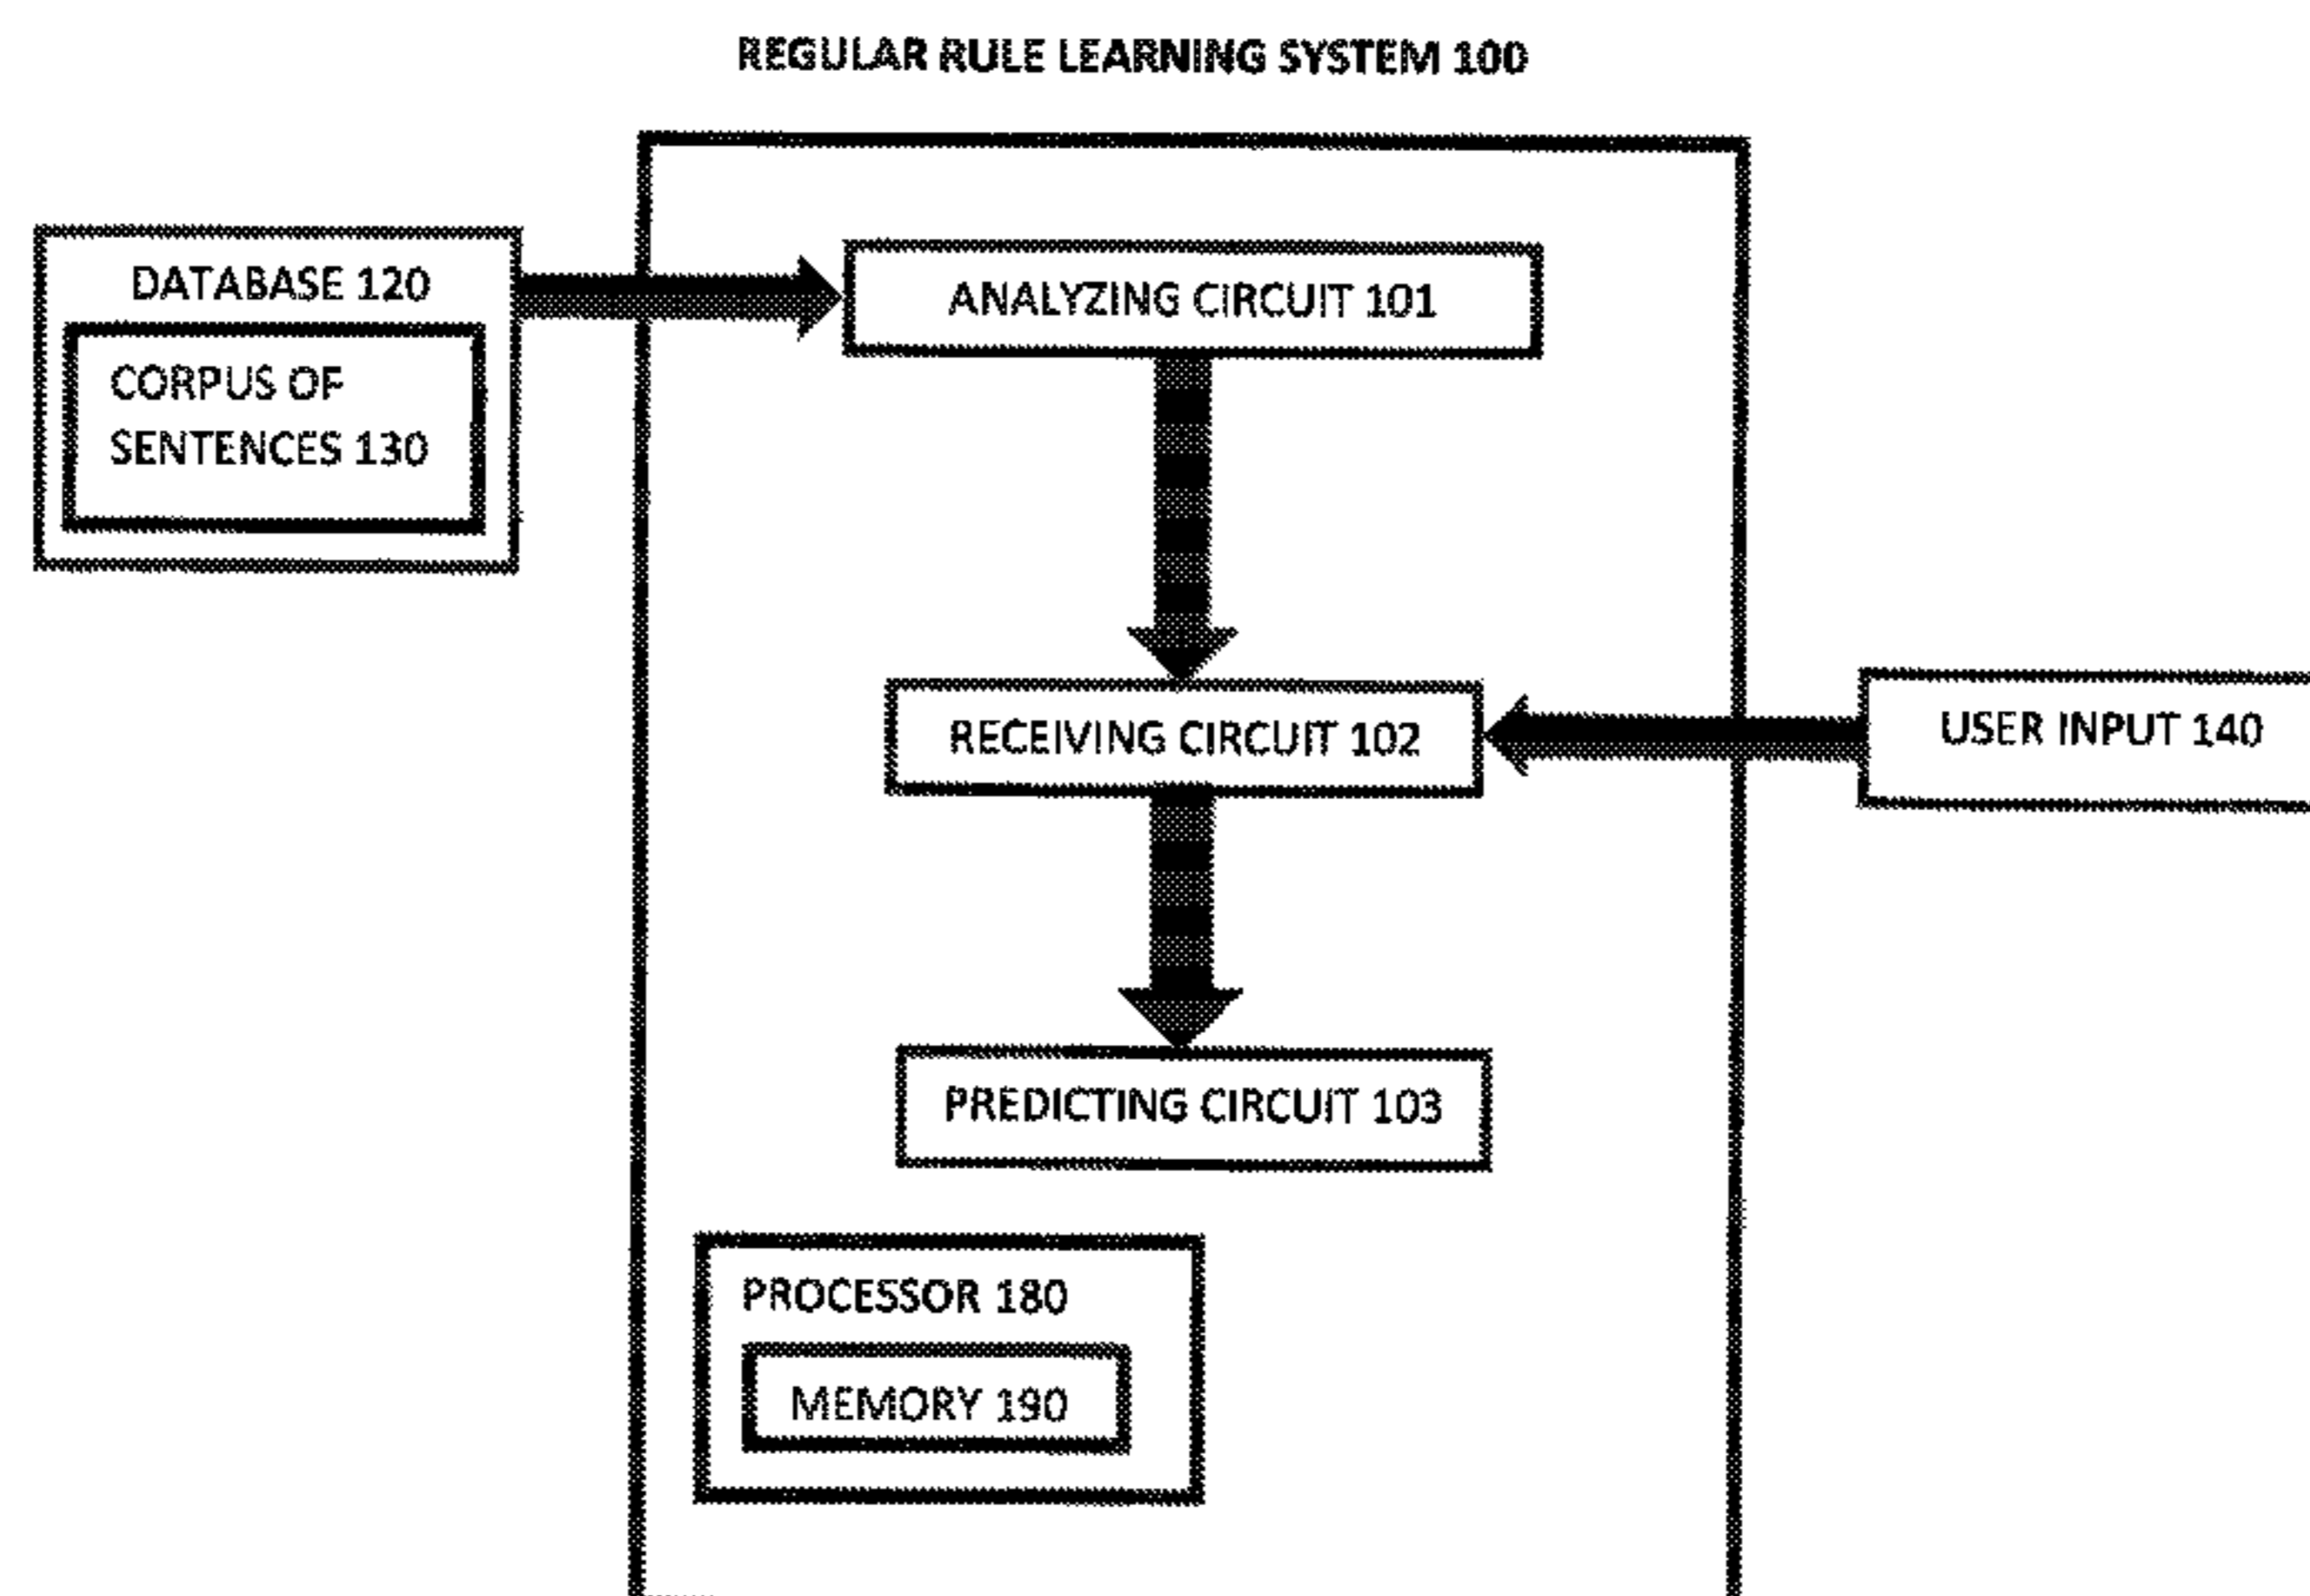 REGULAR RULE LEARNING SYSTEM 100
DATABASE 120
CORPUS OF
SENTENCES 130
ANALYZING CIRCUIT 101
RECEIVING CIRCUIT 102
USER INPUT 140
PREDICTING CIRCUIT 103
PROCESSOR 180
MEMORY 190